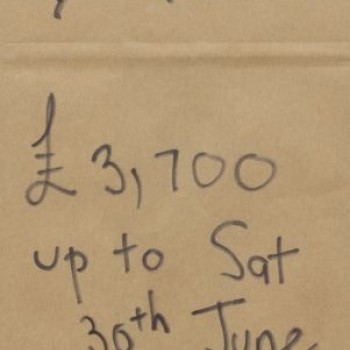 £3,700
up to Sat
30th June